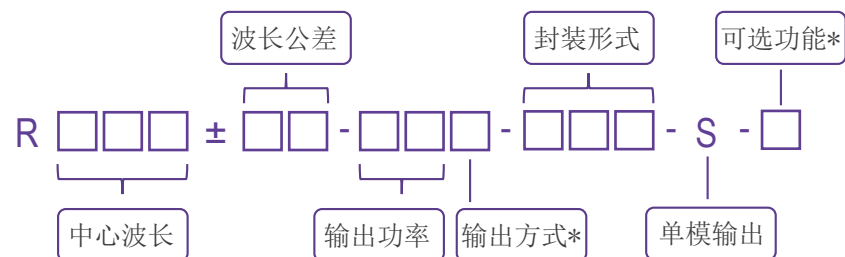 波长公差 封装形式 可选功能*
R □□□ ± □□ - □□□ - □□□ - S - □
中心波长 输出功率 输出方式* 单模输出